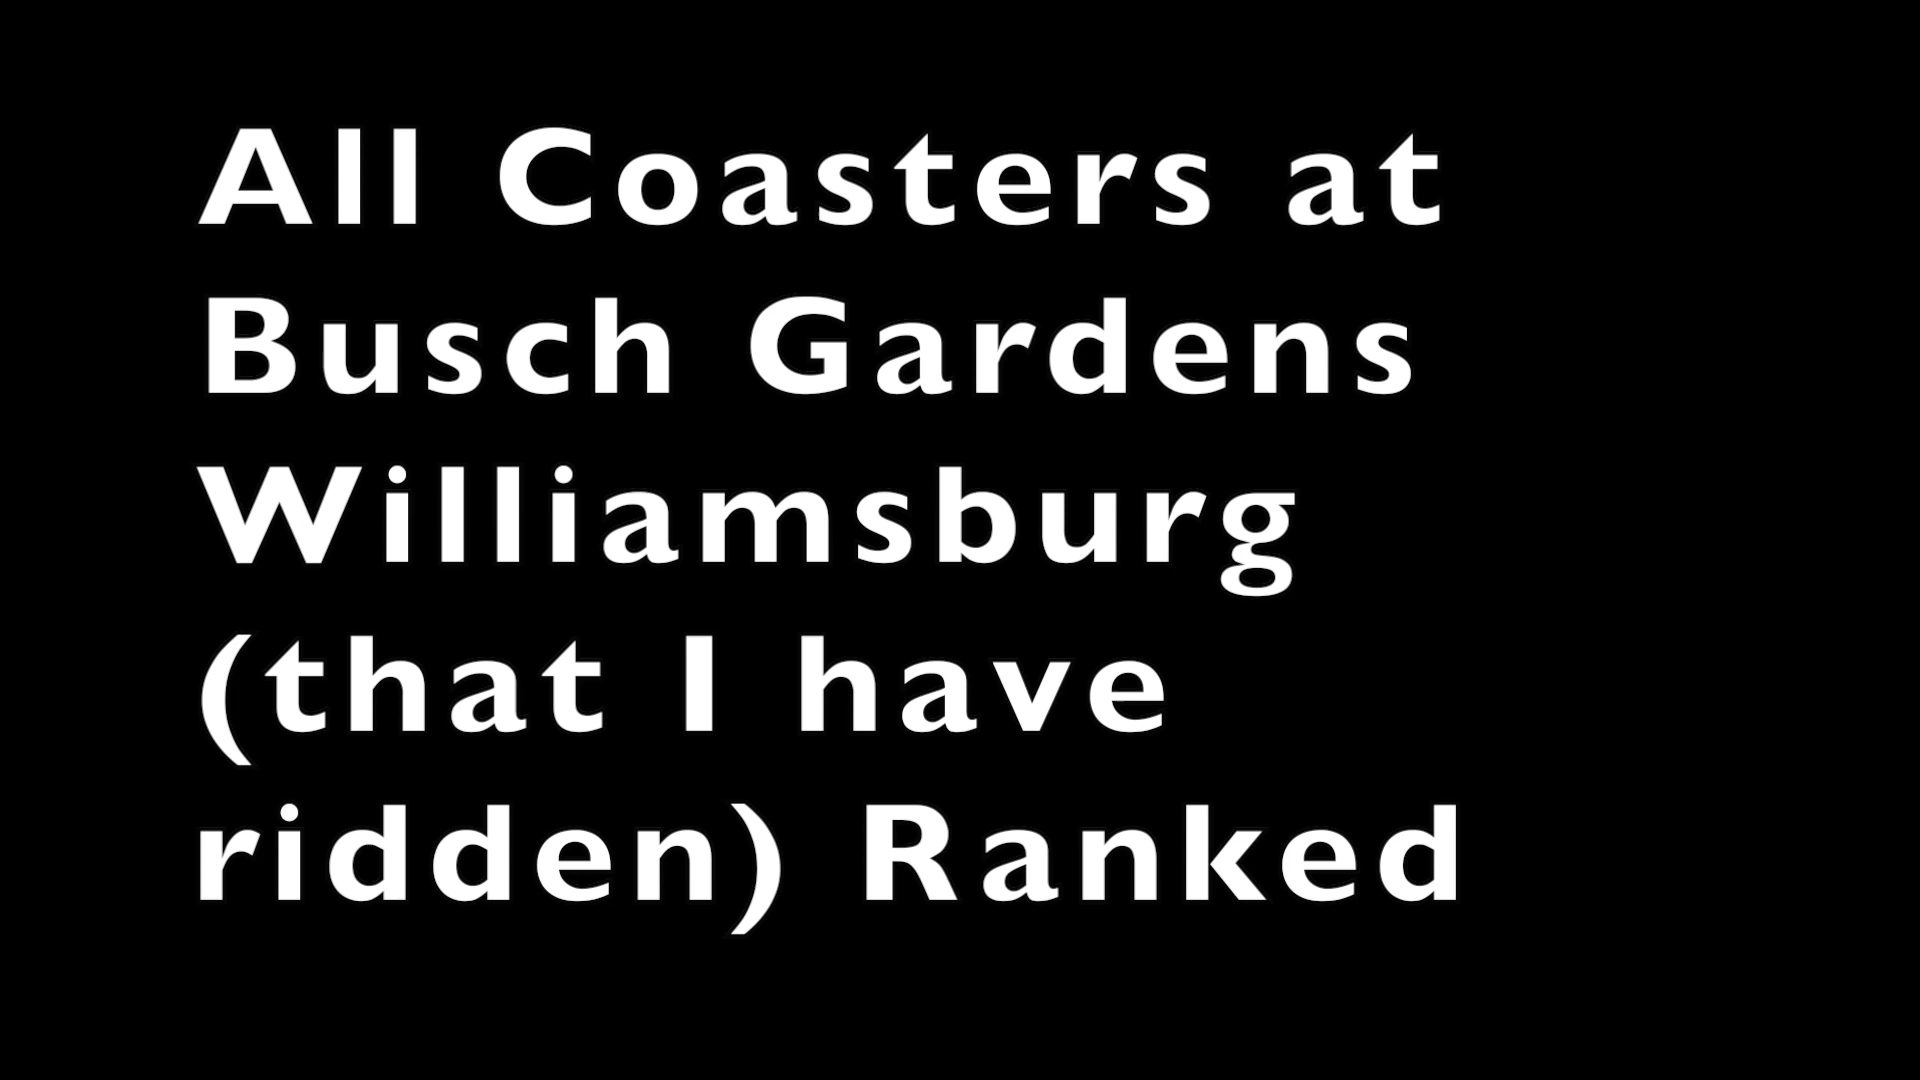 All Coasters at
Busch Gardens
Williamsburg
(that I have
ridden) Ranked